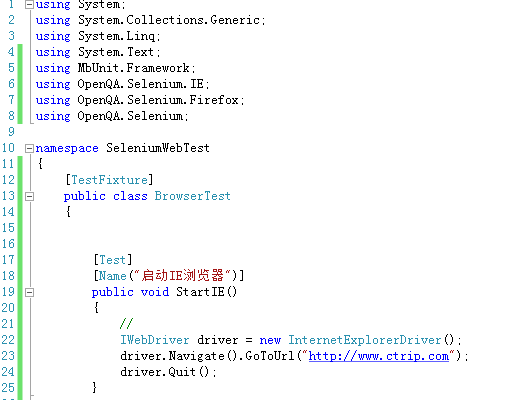 1 using System;
2 using System.Collections.Generic;
3 using System.Linq;
4 using System.Text;
5 using MbUnit.Framework;
6 using OpenQA.Selenium.IE;
7 using OpenQA.Selenium.Firefox;
8 using OpenQA.Selenium;
9
10 namespace SeleniumWebTest
11 {
12 [TestFixture]
13 public class BrowserTest
14 {
15
16
17 [Test]
18 [Name("启动IE浏览器")]
19 public void StartIE()
20 {
21 //
22 IWebDriver driver = new InternetExplorerDriver();
23 driver.Navigate().GoToUrl("http://www.ctrip.com");
24 driver.Quit();
25 }